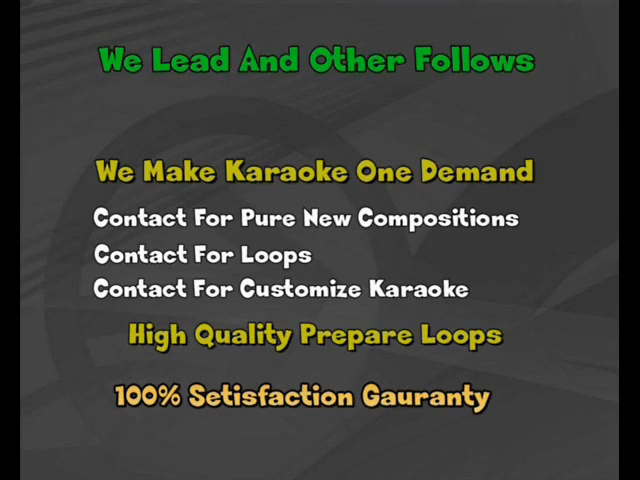 We Lead And Other Follows
We Make Karaoke One Demand
Contact For Pure New Compositions
Contact For Loops
Contact For Customize Karaoke
High Quality Prepare Loops
100% Setisfaction Gauranty